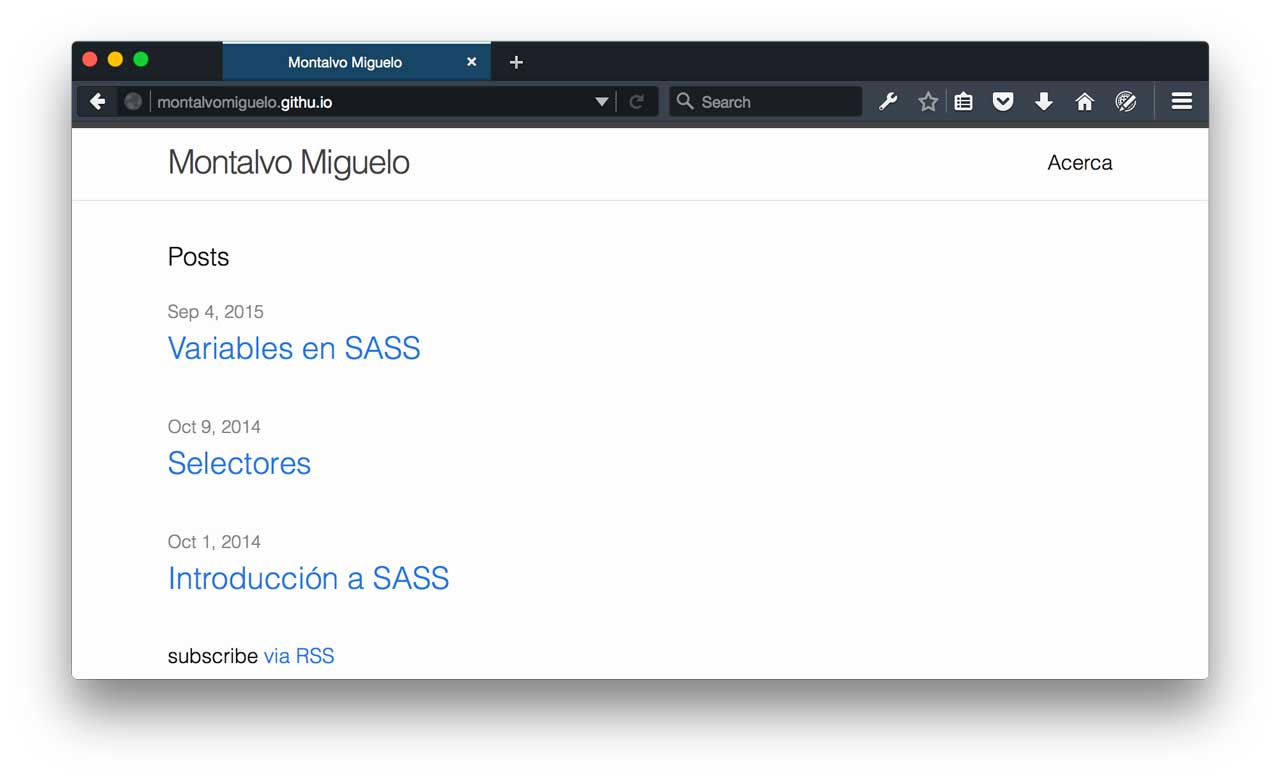 Montalvo Miguelo
montalvomiguelo.githu.io
Search
Montalvo Miguelo
Acerca
Posts
Sep 4, 2015
Variables en SASS
Oct 9, 2014
Selectores
Oct 1, 2014
Introducción a SASS
subscribe via RSS